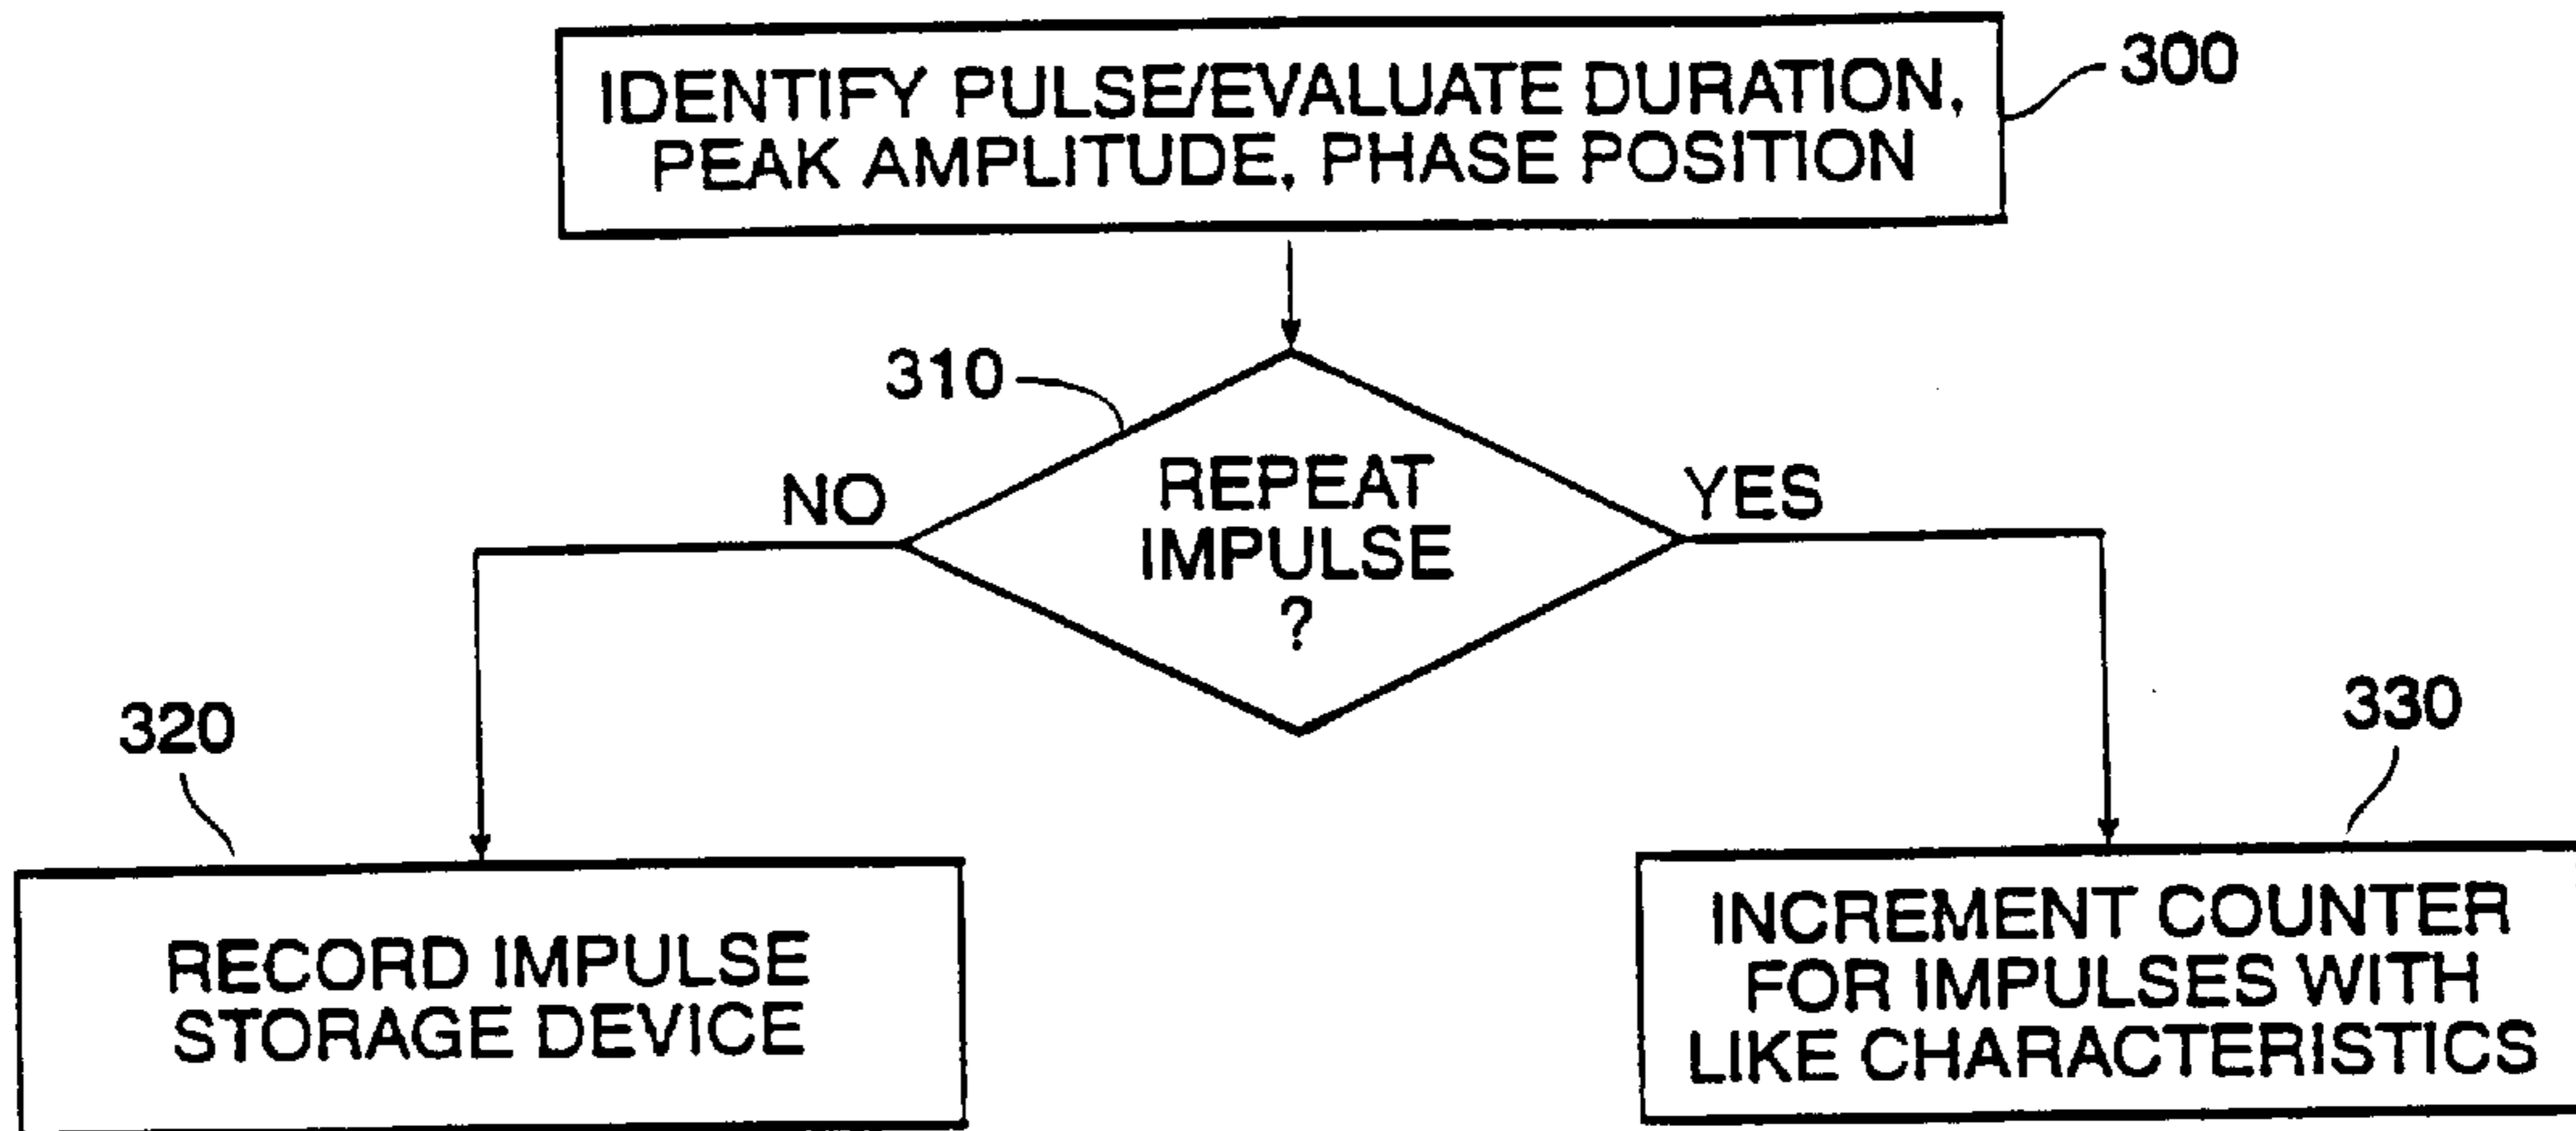 IDENTIFY PULSE/EVALUATE DURATION,
PEAK AMPLITUDE, PHASE POSITION
300
310
NO
REPEAT
IMPULSE
?
YES
320
330
RECORD IMPULSE
STORAGE DEVICE
INCREMENT COUNTER
FOR IMPULSES WITH
LIKE CHARACTERISTICS